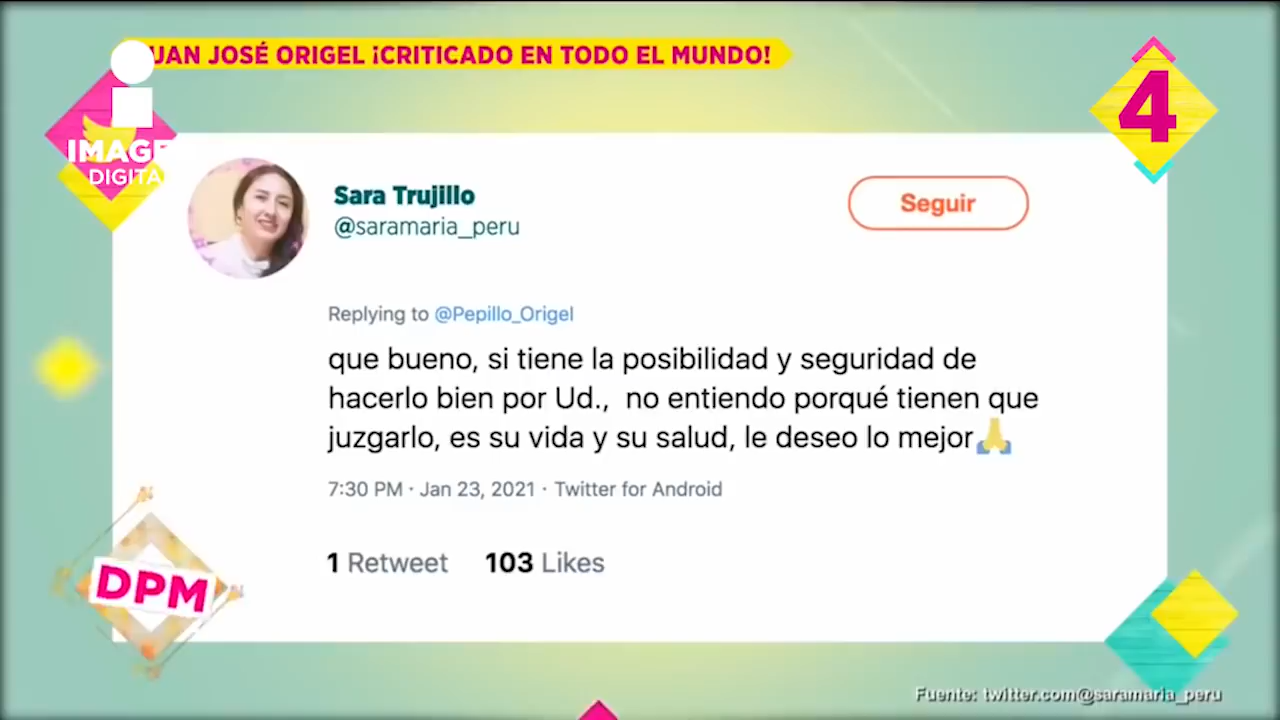 UAN JOSÉ ORIGEL ¡CRITICADO EN TODO EL MUNDO!
4
IMAGE
DIGITA
Sara Trujillo
@saramaria_peru
Seguir
Replying to @Pepillo_Origel
que bueno, si tiene la posibilidad y seguridad de
hacerlo bien por Ud.,  no entiendo porqué tienen que
juzgarlo, es su vida y su salud, le deseo lo mejor🙏
7:30 PM · Jan 23, 2021 · Twitter for Android
1 Retweet 103 Likes
DPM
Fuente: twitter.com@saramaria_peru